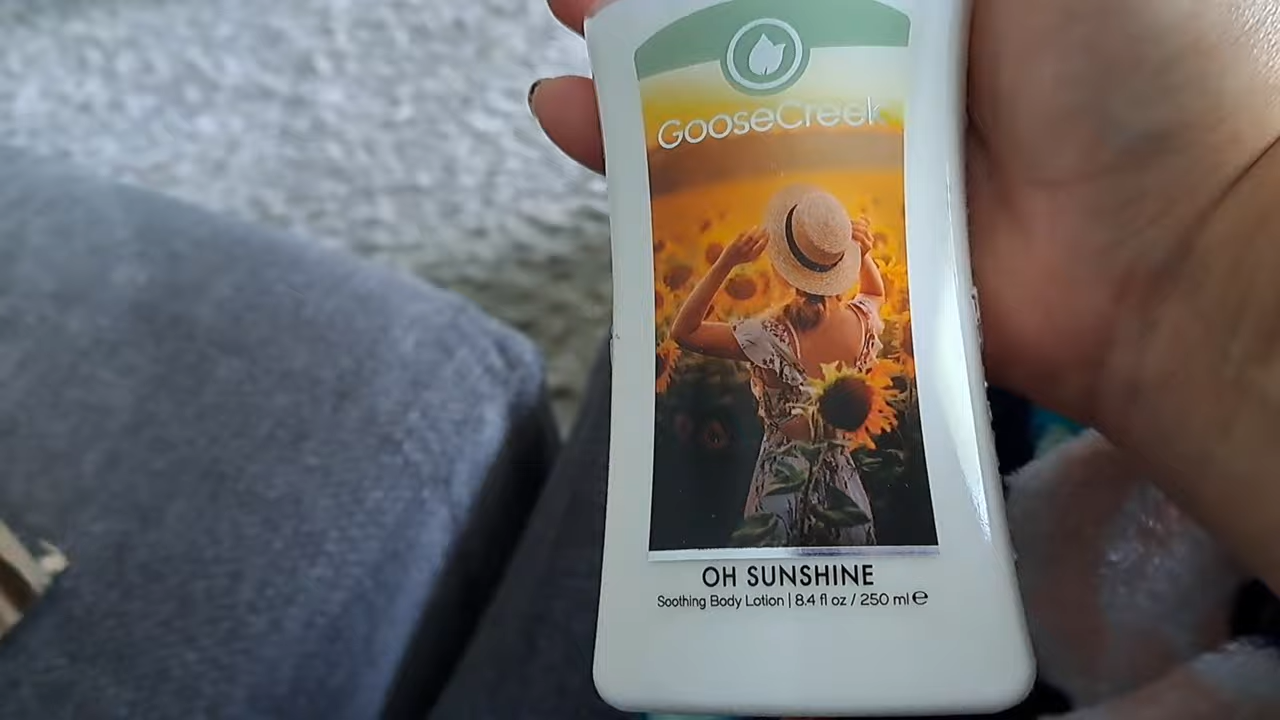 GooseCreek
OH SUNSHINE
Soothing Body Lotion | 8.4 fl oz / 250 ml ℮